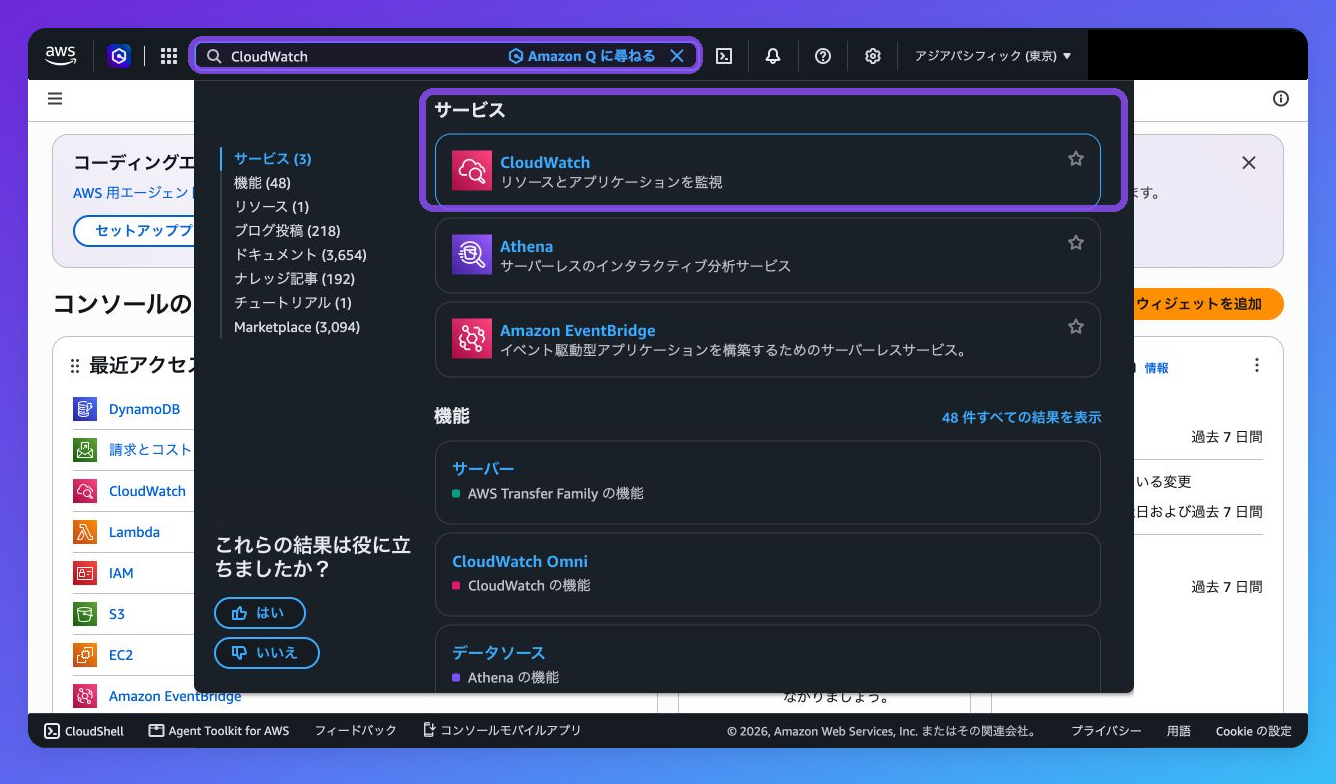 aws
CloudWatch
Amazon Q に尋ねる
アジアパシフィック (東京)
コーディングエ
AWS 用エージェント
セットアップ
ます。
コンソールの
ウィジェットを追加
最近アクセス
DynamoDB
請求とコスト
CloudWatch
Lambda
IAM
S3
EC2
Amazon EventBridge
サービス (3)
機能 (48)
リソース (1)
ブログ投稿 (218)
ドキュメント (3,654)
ナレッジ記事 (192)
チュートリアル (1)
Marketplace (3,094)
これらの結果は役に立
ちましたか？
はい
いいえ
サービス
CloudWatch
リソースとアプリケーションを監視
Athena
サーバーレスのインタラクティブ分析サービス
Amazon EventBridge
イベント駆動型アプリケーションを構築するためのサーバーレスサービス。
機能
48 件すべての結果を表示
サーバー
AWS Transfer Family の機能
CloudWatch Omni
CloudWatch の機能
データソース
Athena の機能
情報
過去 7 日間
いる変更
日および過去 7 日間
過去 7 日間
ながりましょう。
CloudShell
Agent Toolkit for AWS
フィードバック
コンソールモバイルアプリ
© 2026, Amazon Web Services, Inc. またはその関連会社。
プライバシー
用語
Cookie の設定